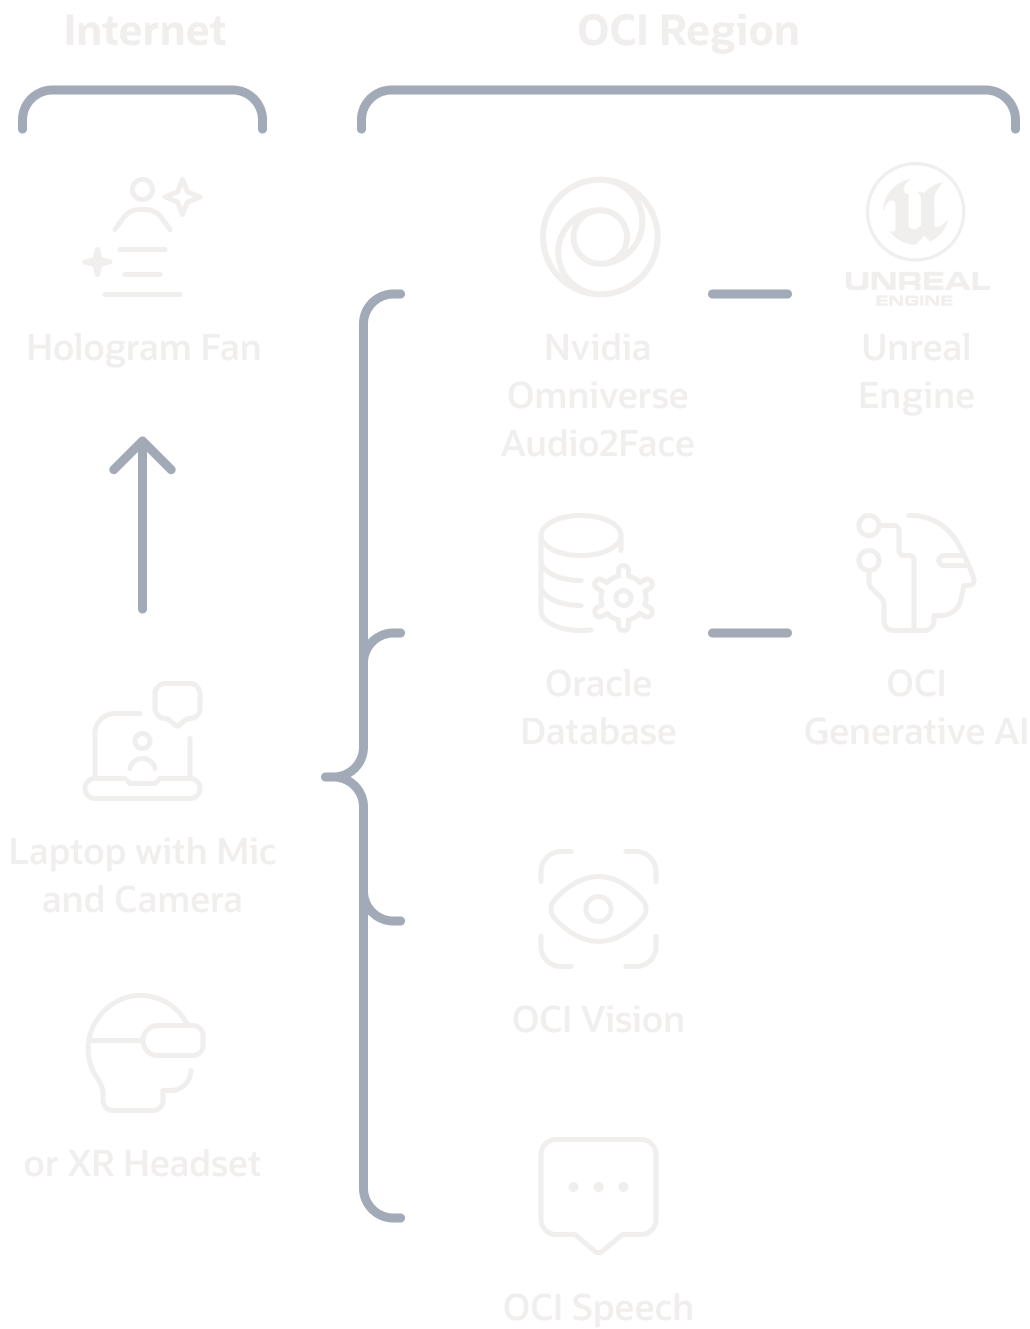 Internet
OCI Region
Hologram Fan
Nvidia
Omniverse
Audio2Face
UNREAL
ENGINE
Unreal
Engine
Oracle
Database
OCI
Generative AI
Laptop with Mic
and Camera
OCI Vision
or XR Headset
OCI Speech